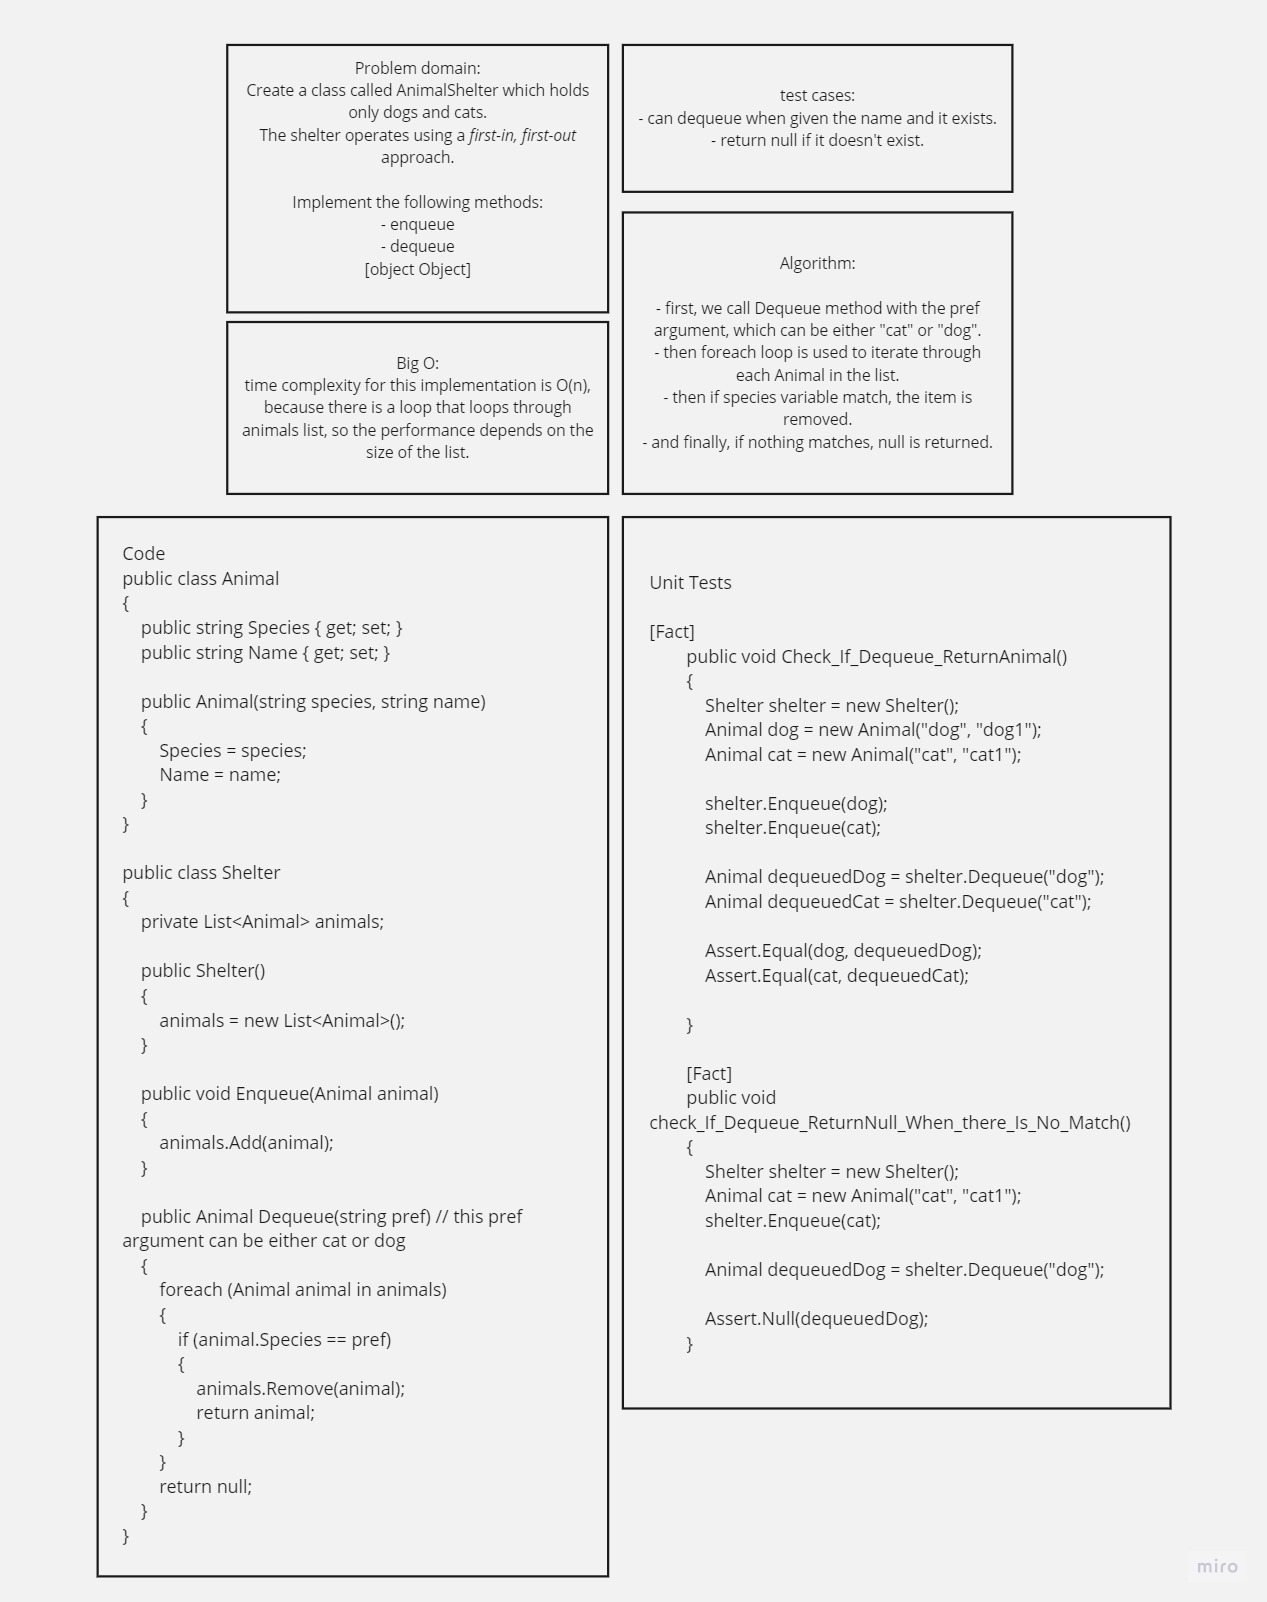 Problem domain:
Create a class called AnimalShelter which holds
only dogs and cats.
The shelter operates using a first-in, first-out
approach.
Implement the following methods:
- enqueue
- dequeue
[object Object]
test cases:
- can dequeue when given the name and it exists.
- return null if it doesn't exist.
Big O:
time complexity for this implementation is O(n),
because there is a loop that loops through
animals list, so the performance depends on the
size of the list.
Algorithm:
- first, we call Dequeue method with the pref
argument, which can be either "cat" or "dog".
- then foreach loop is used to iterate through
each Animal in the list.
- then if species variable match, the item is
removed.
- and finally, if nothing matches, null is returned.
Code
public class Animal
{
    public string Species { get; set; }
    public string Name { get; set; }
    public Animal(string species, string name)
    {
        Species = species;
        Name = name;
    }
}
public class Shelter
{
    private List<Animal> animals;
    public Shelter()
    {
        animals = new List<Animal>();
    }
    public void Enqueue(Animal animal)
    {
        animals.Add(animal);
    }
    public Animal Dequeue(string pref) // this pref
argument can be either cat or dog
    {
        foreach (Animal animal in animals)
        {
            if (animal.Species == pref)
            {
                animals.Remove(animal);
                return animal;
            }
        }
        return null;
    }
}
Unit Tests
[Fact]
        public void Check_If_Dequeue_ReturnAnimal()
        {
            Shelter shelter = new Shelter();
            Animal dog = new Animal("dog", "dog1");
            Animal cat = new Animal("cat", "cat1");
            shelter.Enqueue(dog);
            shelter.Enqueue(cat);
            Animal dequeuedDog = shelter.Dequeue("dog");
            Animal dequeuedCat = shelter.Dequeue("cat");
            Assert.Equal(dog, dequeuedDog);
            Assert.Equal(cat, dequeuedCat);
        }
        [Fact]
        public void
check_If_Dequeue_ReturnNull_When_there_Is_No_Match()
        {
            Shelter shelter = new Shelter();
            Animal cat = new Animal("cat", "cat1");
            shelter.Enqueue(cat);
            Animal dequeuedDog = shelter.Dequeue("dog");
            Assert.Null(dequeuedDog);
        }
miro